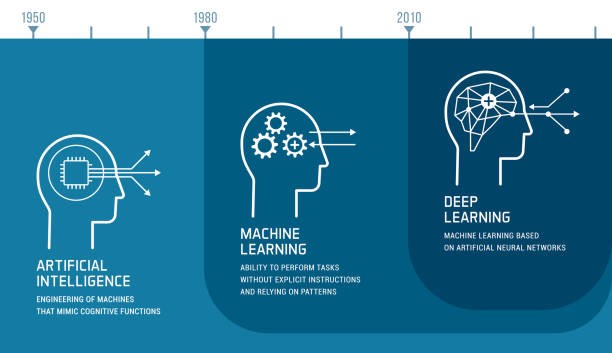 1950
1980
2010
ARTIFICIAL
INTELLIGENCE
ENGINEERING OF MACHINES
THAT MIMIC COGNITIVE FUNCTIONS
MACHINE
LEARNING
ABILITY TO PERFORM TASKS
WITHOUT EXPLICIT INSTRUCTIONS
AND RELYING ON PATTERNS
DEEP
LEARNING
MACHINE LEARNING BASED
ON ARTIFICIAL NEURAL NETWORKS